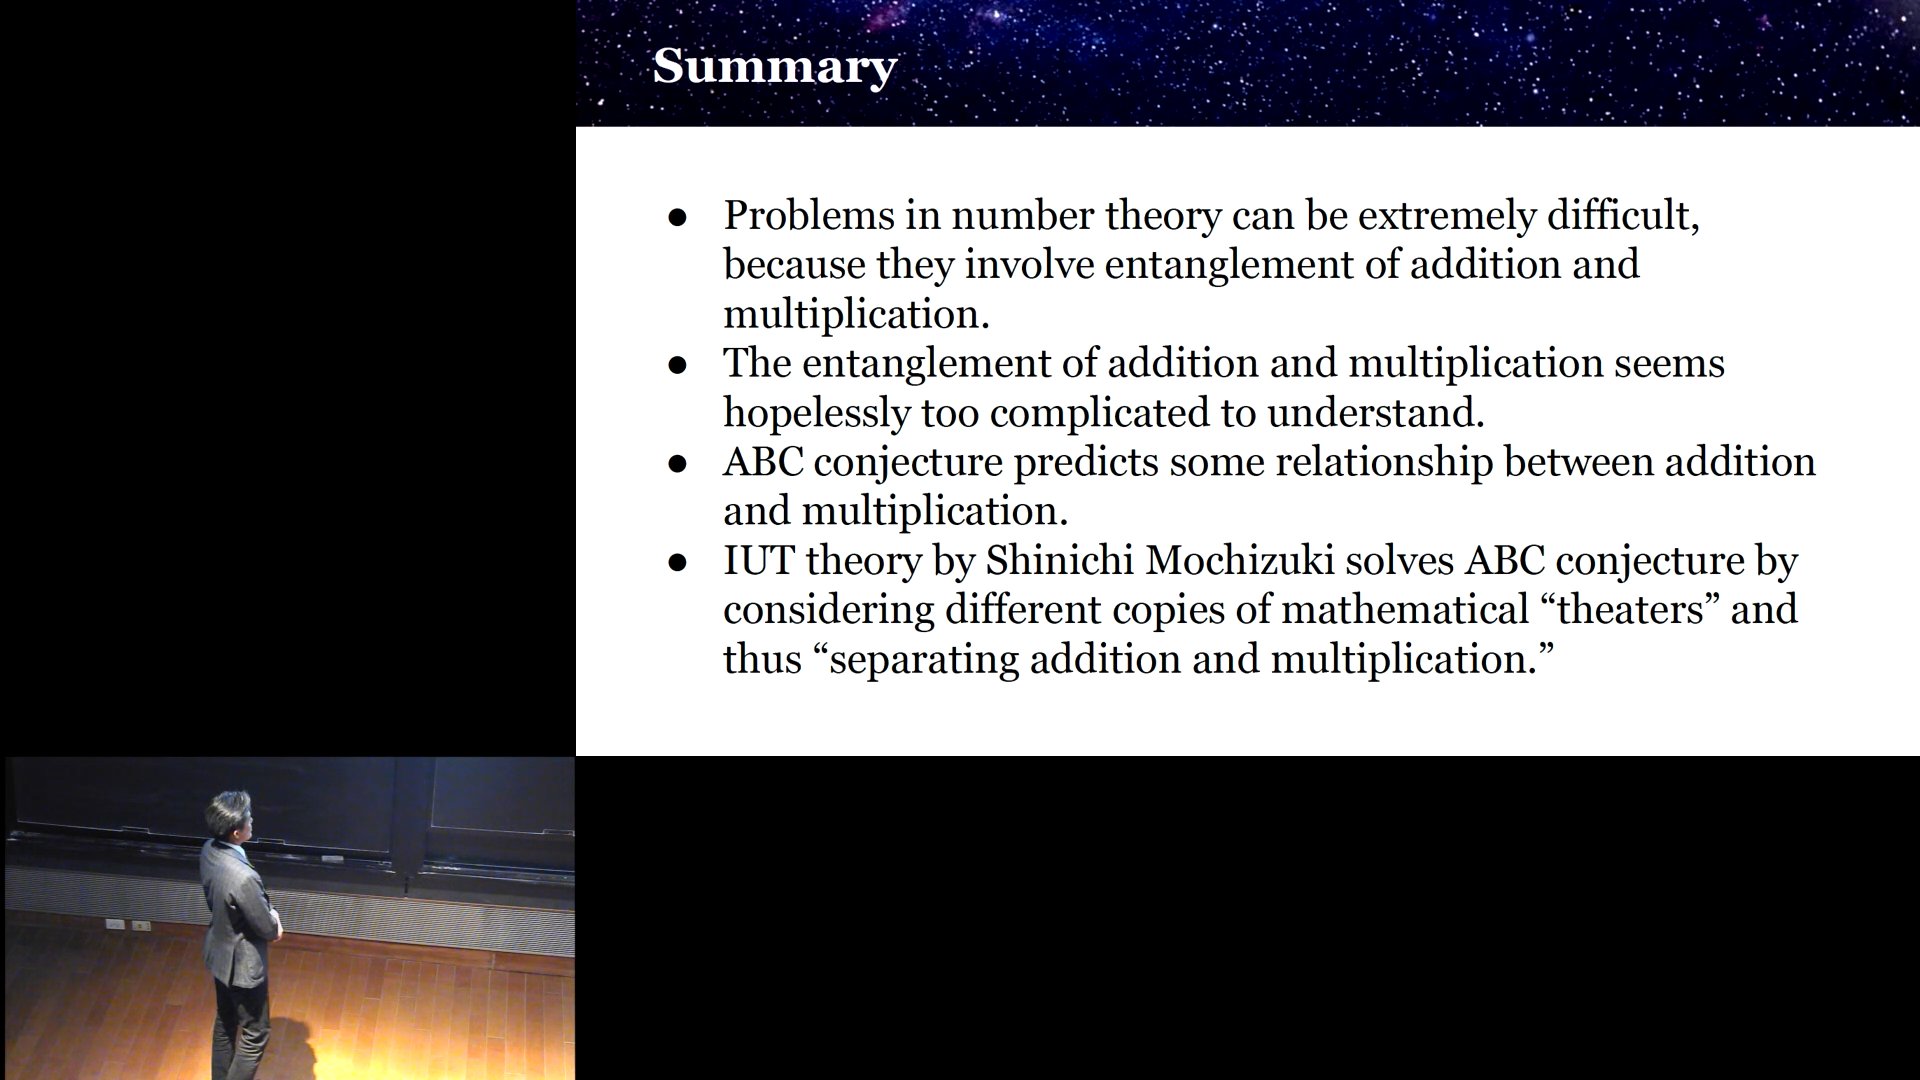 Summary
● Problems in number theory can be extremely difficult,
because they involve entanglement of addition and
multiplication.
● The entanglement of addition and multiplication seems
hopelessly too complicated to understand.
● ABC conjecture predicts some relationship between addition
and multiplication.
● IUT theory by Shinichi Mochizuki solves ABC conjecture by
considering different copies of mathematical “theaters” and
thus “separating addition and multiplication.”